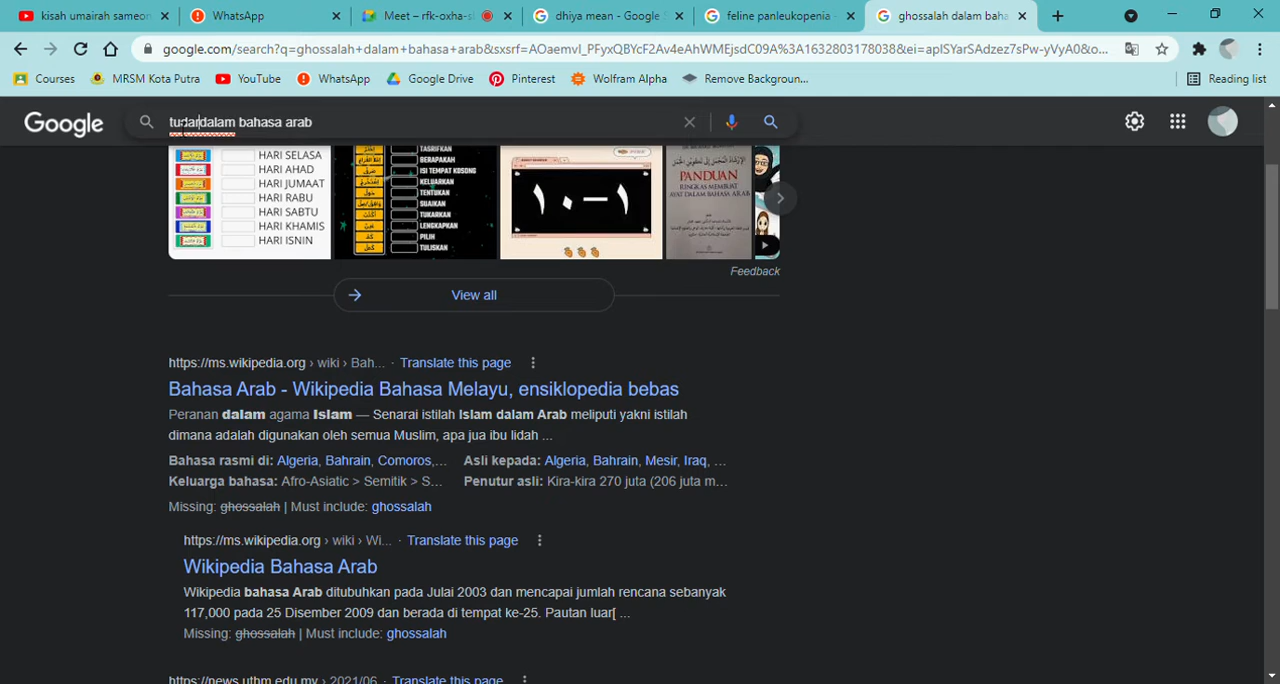 kisah umairah sameon
WhatsApp
Meet – rfk-oxha-s
dhiya mean - Google S
feline panleukopenia -
ghossalah dalam baha
google.com/search?q=ghossalah+dalam+bahasa+arab&sxsrf=AOaemvI_PFyxQBYcF2Av4eAhWMEjsdC09A%3A1632803178038&ei=apISYarSAdzez7sPw-yVyA0&o...
Courses
MRSM Kota Putra
YouTube
WhatsApp
Google Drive
Pinterest
Wolfram Alpha
Remove Backgroun...
Reading list
Google
tudardalam bahasa arab
HARI SELASA
HARI AHAD
HARI JUMAAT
HARI RABU
HARI SABTU
HARI KHAMIS
HARI ISNIN
TASRIFKAN
BERAPAKAH
ISI TEMPAT KOSONG
KELUARKAN
TENTUKAN
SUAIKAN
TUKARKAN
LENGKAPKAN
PILIH
TULISKAN
١٠ – ١
PANDUAN
RINGKAS MEMBUAT
AYAT DALAM BAHASA ARAB
Feedback
View all
https://ms.wikipedia.org › wiki › Bah... · Translate this page
Bahasa Arab - Wikipedia Bahasa Melayu, ensiklopedia bebas
Peranan dalam agama Islam — Senarai istilah Islam dalam Arab meliputi yakni istilah
dimana adalah digunakan oleh semua Muslim, apa jua ibu lidah ...
Bahasa rasmi di: Algeria, Bahrain, Comoros,... Asli kepada: Algeria, Bahrain, Mesir, Iraq, ...
Keluarga bahasa: Afro-Asiatic > Semitik > S... Penutur asli: Kira-kira 270 juta (206 juta m...
Missing: ghossalah | Must include: ghossalah
https://ms.wikipedia.org › wiki › Wi... · Translate this page
Wikipedia Bahasa Arab
Wikipedia bahasa Arab ditubuhkan pada Julai 2003 dan mencapai jumlah rencana sebanyak
117,000 pada 25 Disember 2009 dan berada di tempat ke-25. Pautan luar[ ...
Missing: ghossalah | Must include: ghossalah
https://news.uthm.edu.my › 2021/06 · Translate this page